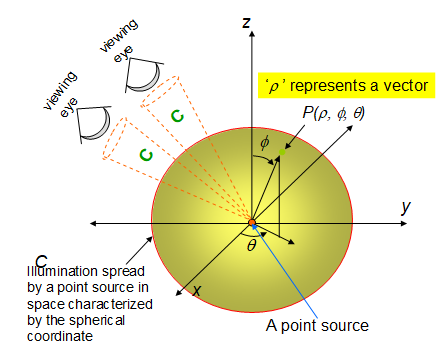 viewing
eye
viewing
eye
z
'ρ' represents a vector
P(ρ, ϕ, θ)
C
C
ϕ
y
θ
C
x
Illumination spread
by a point source in
space characterized
by the spherical
coordinate
A point source